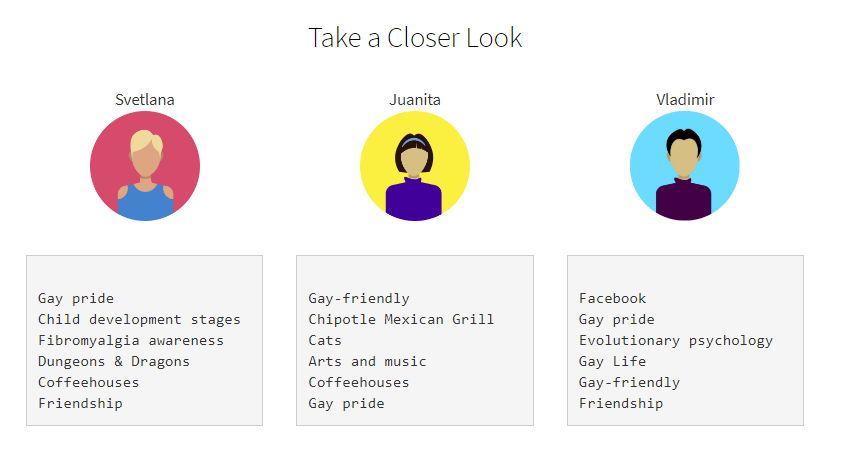 Take a Closer Look
Svetlana
Juanita
Vladimir
Gay pride
Child development stages
Fibromyalgia awareness
Dungeons & Dragons
Coffeehouses
Friendship
Gay-friendly
Chipotle Mexican Grill
Cats
Arts and music
Coffeehouses
Gay pride
Facebook
Gay pride
Evolutionary psychology
Gay Life
Gay-friendly
Friendship